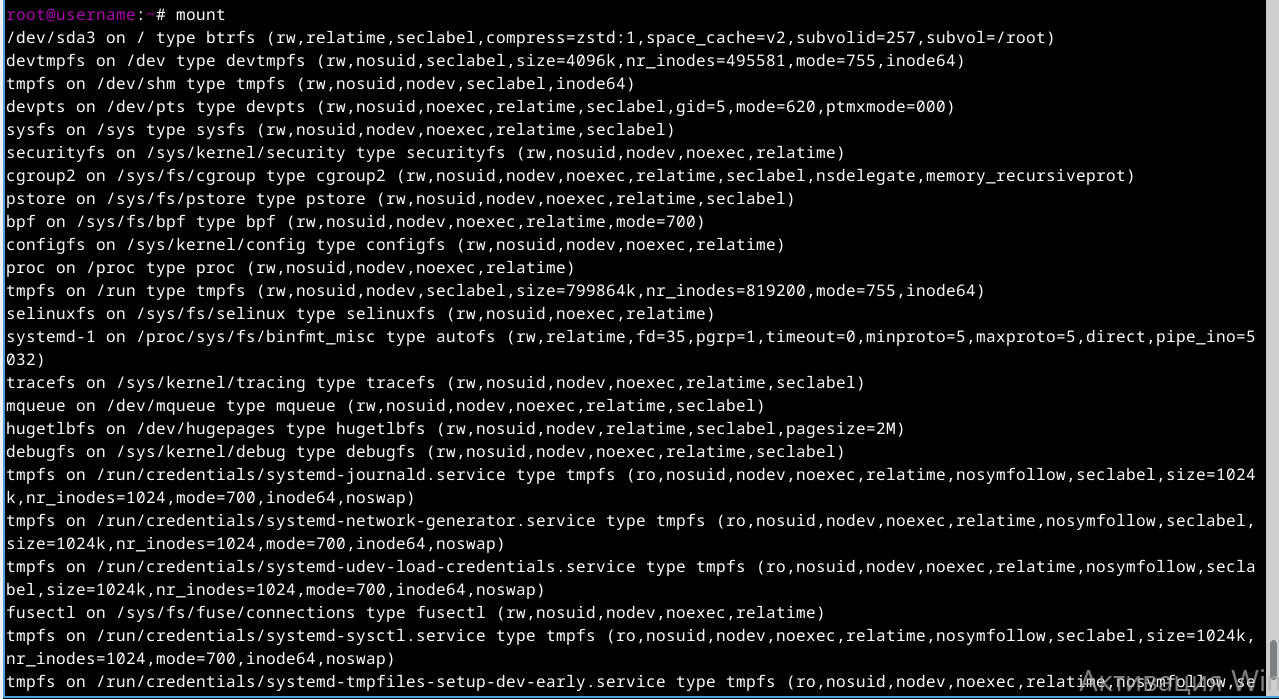 root@username:~# mount
/dev/sda3 on / type btrfs (rw,relatime,seclabel,compress=zstd:1,space_cache=v2,subvolid=257,subvol=/root)
devtmpfs on /dev type devtmpfs (rw,nosuid,seclabel,size=4096k,nr_inodes=495581,mode=755,inode64)
tmpfs on /dev/shm type tmpfs (rw,nosuid,nodev,seclabel,inode64)
devpts on /dev/pts type devpts (rw,nosuid,noexec,relatime,seclabel,gid=5,mode=620,ptmxmode=000)
sysfs on /sys type sysfs (rw,nosuid,nodev,noexec,relatime,seclabel)
securityfs on /sys/kernel/security type securityfs (rw,nosuid,nodev,noexec,relatime)
cgroup2 on /sys/fs/cgroup type cgroup2 (rw,nosuid,nodev,noexec,relatime,seclabel,nsdelegate,memory_recursiveprot)
pstore on /sys/fs/pstore type pstore (rw,nosuid,nodev,noexec,relatime,seclabel)
bpf on /sys/fs/bpf type bpf (rw,nosuid,nodev,noexec,relatime,mode=700)
configfs on /sys/kernel/config type configfs (rw,nosuid,nodev,noexec,relatime)
proc on /proc type proc (rw,nosuid,nodev,noexec,relatime)
tmpfs on /run type tmpfs (rw,nosuid,nodev,seclabel,size=799864k,nr_inodes=819200,mode=755,inode64)
selinuxfs on /sys/fs/selinux type selinuxfs (rw,nosuid,noexec,relatime)
systemd-1 on /proc/sys/fs/binfmt_misc type autofs (rw,relatime,fd=35,pgrp=1,timeout=0,minproto=5,maxproto=5,direct,pipe_ino=5
032)
tracefs on /sys/kernel/tracing type tracefs (rw,nosuid,nodev,noexec,relatime,seclabel)
mqueue on /dev/mqueue type mqueue (rw,nosuid,nodev,noexec,relatime,seclabel)
hugetlbfs on /dev/hugepages type hugetlbfs (rw,nosuid,nodev,relatime,seclabel,pagesize=2M)
debugfs on /sys/kernel/debug type debugfs (rw,nosuid,nodev,noexec,relatime,seclabel)
tmpfs on /run/credentials/systemd-journald.service type tmpfs (ro,nosuid,nodev,noexec,relatime,nosymfollow,seclabel,size=1024
k,nr_inodes=1024,mode=700,inode64,noswap)
tmpfs on /run/credentials/systemd-network-generator.service type tmpfs (ro,nosuid,nodev,noexec,relatime,nosymfollow,seclabel,
size=1024k,nr_inodes=1024,mode=700,inode64,noswap)
tmpfs on /run/credentials/systemd-udev-load-credentials.service type tmpfs (ro,nosuid,nodev,noexec,relatime,nosymfollow,secla
bel,size=1024k,nr_inodes=1024,mode=700,inode64,noswap)
fusectl on /sys/fs/fuse/connections type fusectl (rw,nosuid,nodev,noexec,relatime)
tmpfs on /run/credentials/systemd-sysctl.service type tmpfs (ro,nosuid,nodev,noexec,relatime,nosymfollow,seclabel,size=1024k,
nr_inodes=1024,mode=700,inode64,noswap)
tmpfs on /run/credentials/systemd-tmpfiles-setup-dev-early.service type tmpfs (ro,nosuid,nodev,noexec,relatime,nosymfollow,se
Активация Wi